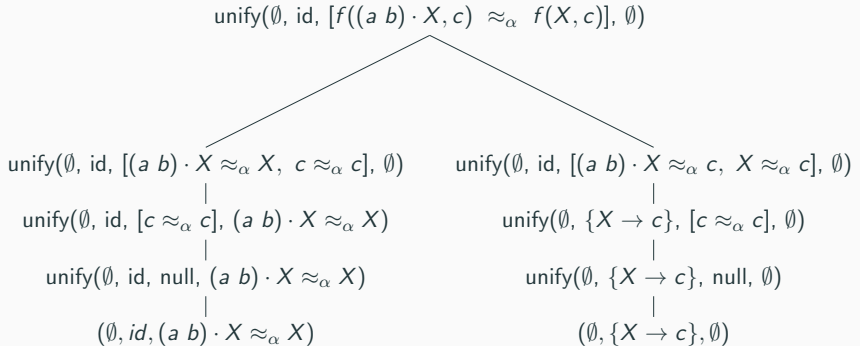 unify(∅, id, [f((a b) · X, c) ≈α f(X, c)], ∅)
unify(∅, id, [(a b) · X ≈α X, c ≈α c], ∅)
unify(∅, id, [(a b) · X ≈α c, X ≈α c], ∅)
unify(∅, id, [c ≈α c], (a b) · X ≈α X)
unify(∅, {X → c}, [c ≈α c], ∅)
unify(∅, id, null, (a b) · X ≈α X)
unify(∅, {X → c}, null, ∅)
(∅, id, (a b) · X ≈α X)
(∅, {X → c}, ∅)